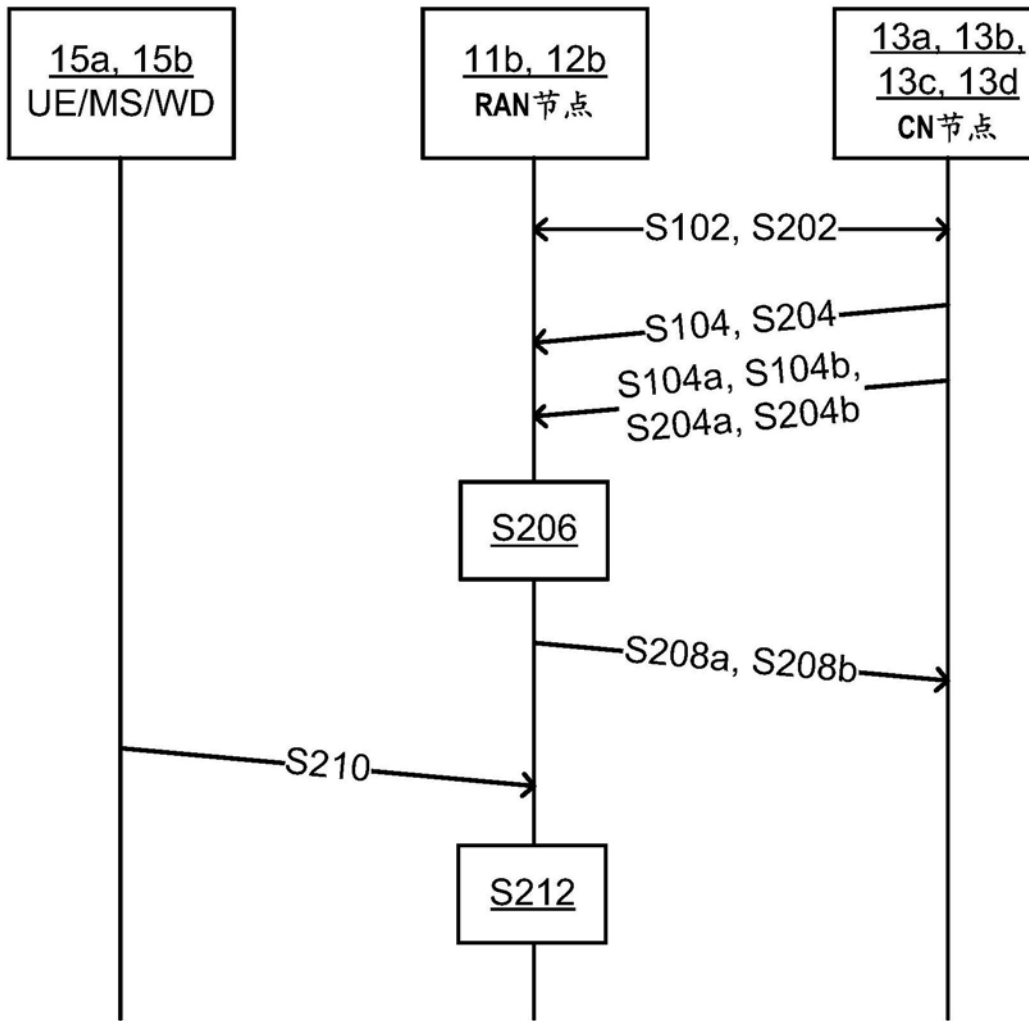 15a, 15b
UE/MS/WD
11b, 12b
RAN节点
13a, 13b,
13c, 13d
CN节点
S102, S202
S104, S204
S104a, S104b,
S204a, S204b
S206
S208a, S208b
S210
S212